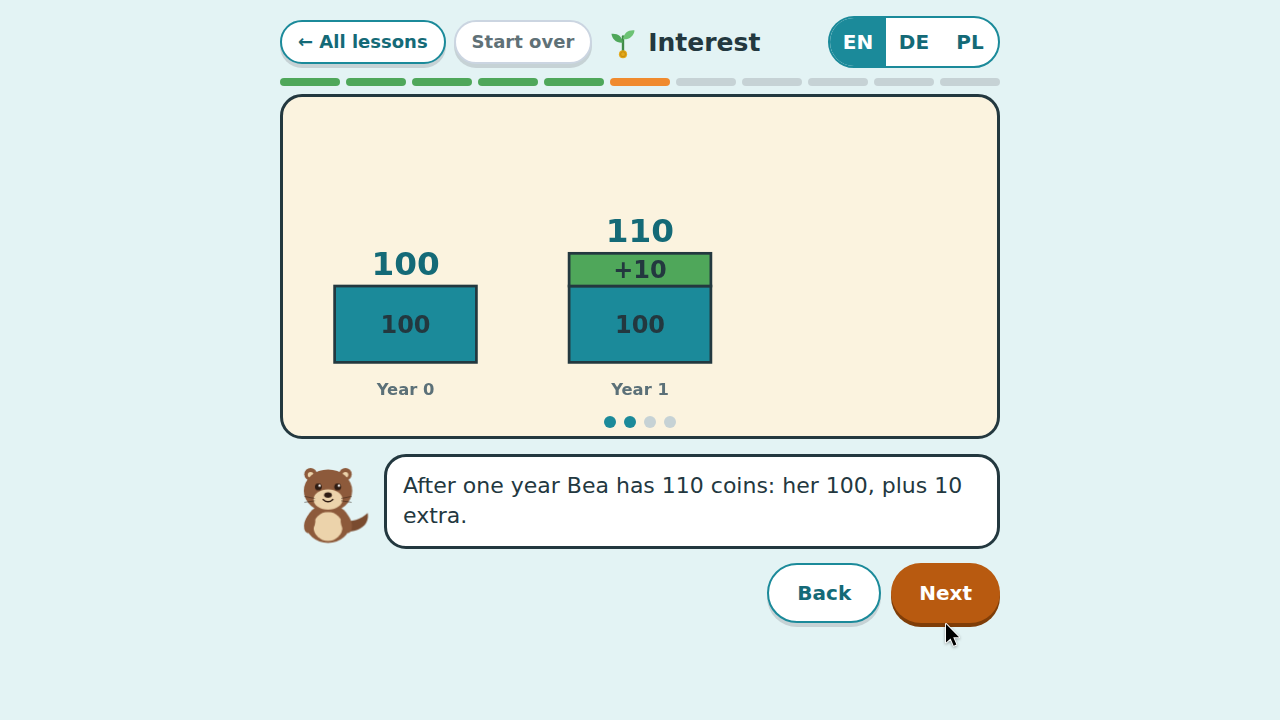 ← All lessons
Start over
Interest
EN DE PL
100
100
Year 0
110
+10
100
Year 1
After one year Bea has 110 coins: her 100, plus 10
extra.
Back
Next